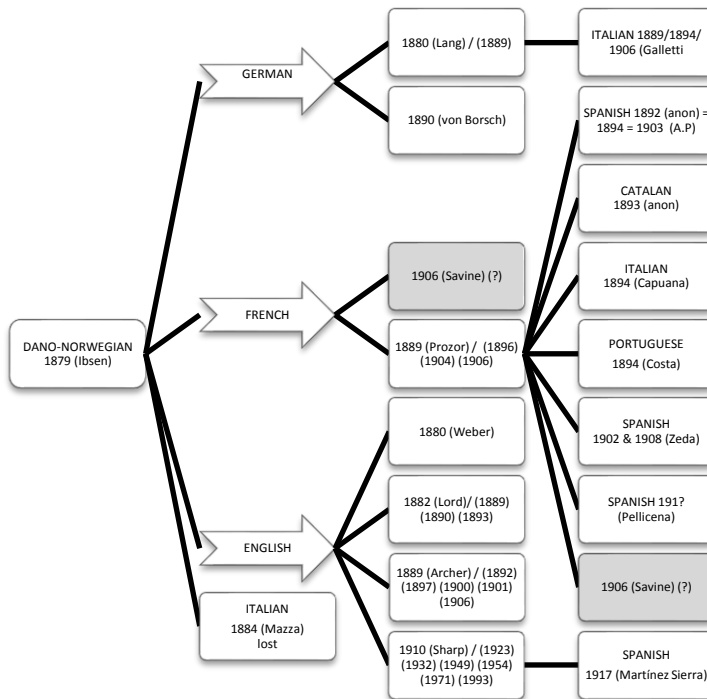 DANO-NORWEGIAN
1879 (Ibsen)
GERMAN
1880 (Lang) / (1889)
ITALIAN 1889/1894/
1906 (Galletti
1890 (von Borsch)
FRENCH
1906 (Savine) (?)
1889 (Prozor) /  (1896)
(1904) (1906)
SPANISH 1892 (anon) =
1894 = 1903  (A.P)
CATALAN
1893 (anon)
ITALIAN
1894 (Capuana)
PORTUGUESE
1894 (Costa)
SPANISH
1902 & 1908 (Zeda)
SPANISH 191?
(Pellicena)
1906 (Savine) (?)
ENGLISH
1880 (Weber)
1882 (Lord)/ (1889)
(1890) (1893)
1889 (Archer) / (1892)
(1897) (1900) (1901)
(1906)
1910 (Sharp) / (1923)
(1932) (1949) (1954)
(1971) (1993)
SPANISH
1917 (Martínez Sierra)
ITALIAN
1884 (Mazza)
lost